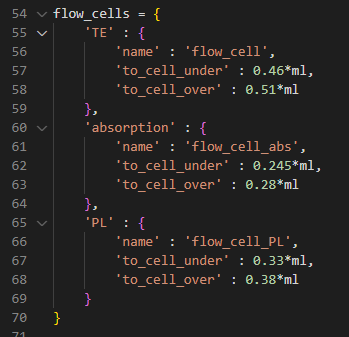 54 flow_cells = {
55 'TE' : {
56 'name' : 'flow_cell',
57 'to_cell_under' : 0.46*ml,
58 'to_cell_over' : 0.51*ml
59 },
60 'absorption' : {
61 'name' : 'flow_cell_abs',
62 'to_cell_under' : 0.245*ml,
63 'to_cell_over' : 0.28*ml
64 },
65 'PL' : {
66 'name' : 'flow_cell_PL',
67 'to_cell_under' : 0.33*ml,
68 'to_cell_over' : 0.38*ml
69 }
70 }
71